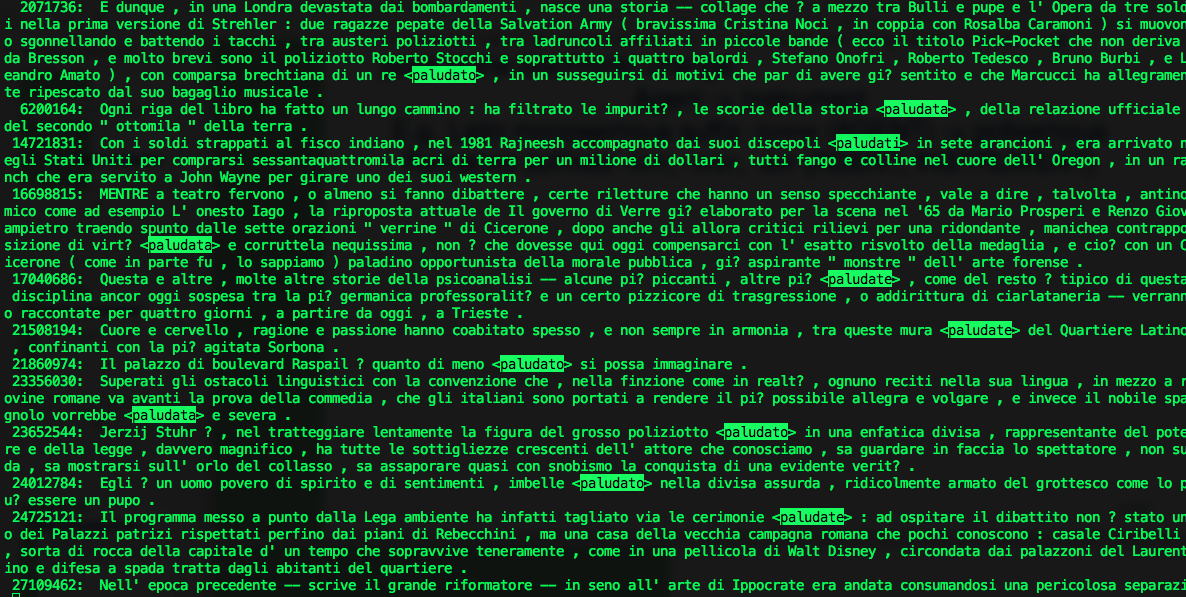 2071736:  E dunque , in una Londra devastata dai bombardamenti , nasce una storia –– collage che ? a mezzo tra Bulli e pupe e l' Opera da tre sold
i nella prima versione di Strehler : due ragazze pepate della Salvation Army ( bravissima Cristina Noci , in coppia con Rosalba Caramoni ) si muovon
o sgonnellando e battendo i tacchi , tra austeri poliziotti , tra ladruncoli affiliati in piccole bande ( ecco il titolo Pick–Pocket che non deriva
da Bresson , e molto brevi sono il poliziotto Roberto Stocchi e soprattutto i quattro balordi , Stefano Onofri , Roberto Tedesco , Bruno Burbi , e L
eandro Amato ) , con comparsa brechtiana di un re <paludato> , in un susseguirsi di motivi che par di avere gi? sentito e che Marcucci ha allegramen
te ripescato dal suo bagaglio musicale .
6200164:  Ogni riga del libro ha fatto un lungo cammino : ha filtrato le impurit? , le scorie della storia <paludata> , della relazione ufficiale
del secondo " ottomila " della terra .
14721831:  Con i soldi strappati al fisco indiano , nel 1981 Rajneesh accompagnato dai suoi discepoli <paludati> in sete arancioni , era arrivato n
egli Stati Uniti per comprarsi sessantaquattromila acri di terra per un milione di dollari , tutti fango e colline nel cuore dell' Oregon , in un ra
nch che era servito a John Wayne per girare uno dei suoi western .
16698815:  MENTRE a teatro fervono , o almeno si fanno dibattere , certe riletture che hanno un senso specchiante , vale a dire , talvolta , antino
mico come ad esempio L' onesto Iago , la riproposta attuale de Il governo di Verre gi? elaborato per la scena nel '65 da Mario Prosperi e Renzo Giov
ampietro traendo spunto dalle sette orazioni " verrine " di Cicerone , dopo anche gli allora critici rilievi per una ridondante , manichea contrappo
sizione di virt? <paludata> e corruttela nequissima , non ? che dovesse qui oggi compensarci con l' esatto risvolto della medaglia , e cio? con un C
icerone ( come in parte fu , lo sappiamo ) paladino opportunista della morale pubblica , gi? aspirante " monstre " dell' arte forense .
17040686:  Questa e altre , molte altre storie della psicoanalisi –– alcune pi? piccanti , altre pi? <paludate> , come del resto ? tipico di questa
disciplina ancor oggi sospesa tra la pi? germanica professoralit? e un certo pizzicore di trasgressione , o addirittura di ciarlataneria –– verrann
o raccontate per quattro giorni , a partire da oggi , a Trieste .
21508194:  Cuore e cervello , ragione e passione hanno coabitato spesso , e non sempre in armonia , tra queste mura <paludate> del Quartiere Latino
, confinanti con la pi? agitata Sorbona .
21860974:  Il palazzo di boulevard Raspail ? quanto di meno <paludato> si possa immaginare .
23356030:  Superati gli ostacoli linguistici con la convenzione che , nella finzione come in realt? , ognuno reciti nella sua lingua , in mezzo a r
ovine romane va avanti la prova della commedia , che gli italiani sono portati a rendere il pi? possibile allegra e volgare , e invece il nobile spa
gnolo vorrebbe <paludata> e severa .
23652544:  Jerzij Stuhr ? , nel tratteggiare lentamente la figura del grosso poliziotto <paludato> in una enfatica divisa , rappresentante del pote
re e della legge , davvero magnifico , ha tutte le sottigliezze crescenti dell' attore che conosciamo , sa guardare in faccia lo spettatore , non su
da , sa mostrarsi sull' orlo del collasso , sa assaporare quasi con snobismo la conquista di una evidente verit? .
24012784:  Egli ? un uomo povero di spirito e di sentimenti , imbelle <paludato> nella divisa assurda , ridicolmente armato del grottesco come lo p
u? essere un pupo .
24725121:  Il programma messo a punto dalla Lega ambiente ha infatti tagliato via le cerimonie <paludate> : ad ospitare il dibattito non ? stato un
o dei Palazzi patrizi rispettati perfino dai piani di Rebecchini , ma una casa della vecchia campagna romana che pochi conoscono : casale Ciribelli
, sorta di rocca della capitale d' un tempo che sopravvive teneramente , come in una pellicola di Walt Disney , circondata dai palazzoni del Laurent
ino e difesa a spada tratta dagli abitanti del quartiere .
27109462:  Nell' epoca precedente –– scrive il grande riformatore –– in seno all' arte di Ippocrate era andata consumandosi una pericolosa separazi